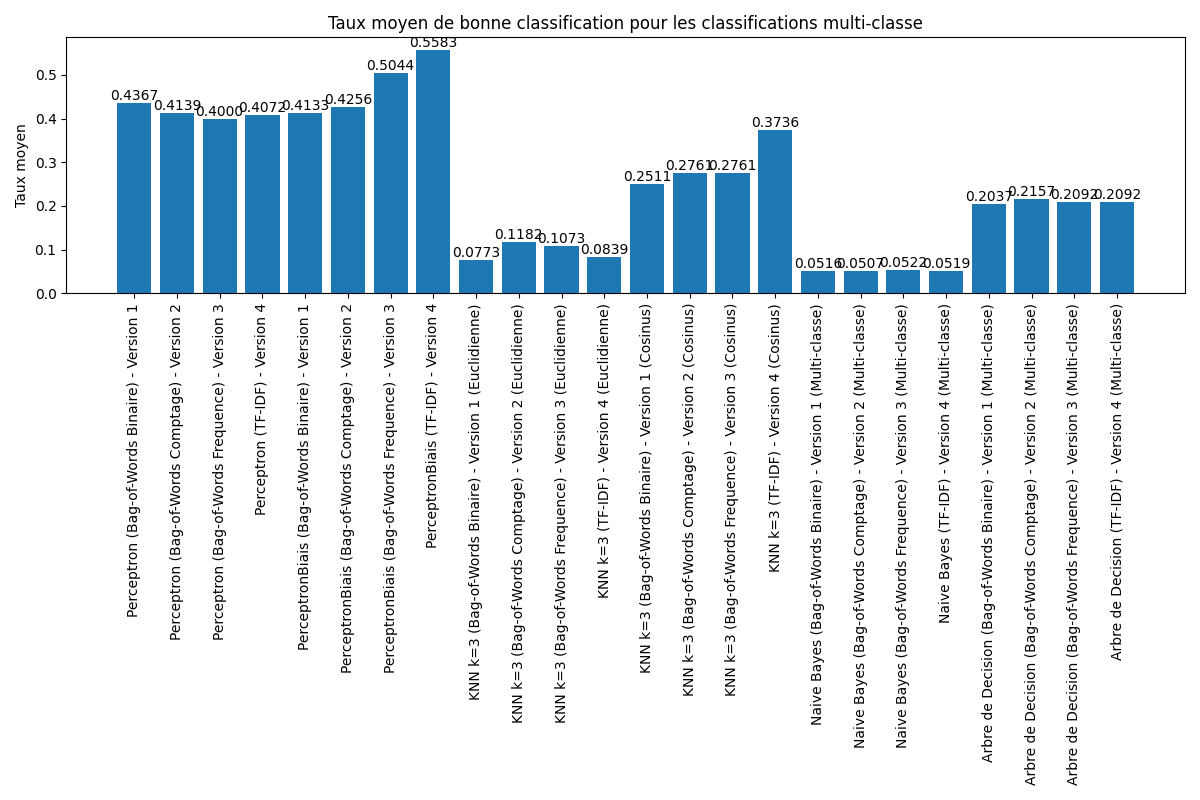 Taux moyen de bonne classification pour les classifications multi-classe
Taux moyen
0.5
0.4
0.3
0.2
0.1
0.0
0.4367
0.4139
0.4000
0.4072
0.4133
0.4256
0.5044
0.5583
0.0773
0.1182
0.1073
0.0839
0.2511
0.2761
0.2761
0.3736
0.0516
0.0507
0.0522
0.0519
0.2037
0.2157
0.2092
0.2092
Perceptron (Bag-of-Words Binaire) - Version 1
Perceptron (Bag-of-Words Comptage) - Version 2
Perceptron (Bag-of-Words Frequence) - Version 3
Perceptron (TF-IDF) - Version 4
PerceptronBiais (Bag-of-Words Binaire) - Version 1
PerceptronBiais (Bag-of-Words Comptage) - Version 2
PerceptronBiais (Bag-of-Words Frequence) - Version 3
PerceptronBiais (TF-IDF) - Version 4
KNN k=3 (Bag-of-Words Binaire) - Version 1 (Euclidienne)
KNN k=3 (Bag-of-Words Comptage) - Version 2 (Euclidienne)
KNN k=3 (Bag-of-Words Frequence) - Version 3 (Euclidienne)
KNN k=3 (TF-IDF) - Version 4 (Euclidienne)
KNN k=3 (Bag-of-Words Binaire) - Version 1 (Cosinus)
KNN k=3 (Bag-of-Words Comptage) - Version 2 (Cosinus)
KNN k=3 (Bag-of-Words Frequence) - Version 3 (Cosinus)
KNN k=3 (TF-IDF) - Version 4 (Cosinus)
Naive Bayes (Bag-of-Words Binaire) - Version 1 (Multi-classe)
Naive Bayes (Bag-of-Words Comptage) - Version 2 (Multi-classe)
Naive Bayes (Bag-of-Words Frequence) - Version 3 (Multi-classe)
Naive Bayes (TF-IDF) - Version 4 (Multi-classe)
Arbre de Decision (Bag-of-Words Binaire) - Version 1 (Multi-classe)
Arbre de Decision (Bag-of-Words Comptage) - Version 2 (Multi-classe)
Arbre de Decision (Bag-of-Words Frequence) - Version 3 (Multi-classe)
Arbre de Decision (TF-IDF) - Version 4 (Multi-classe)